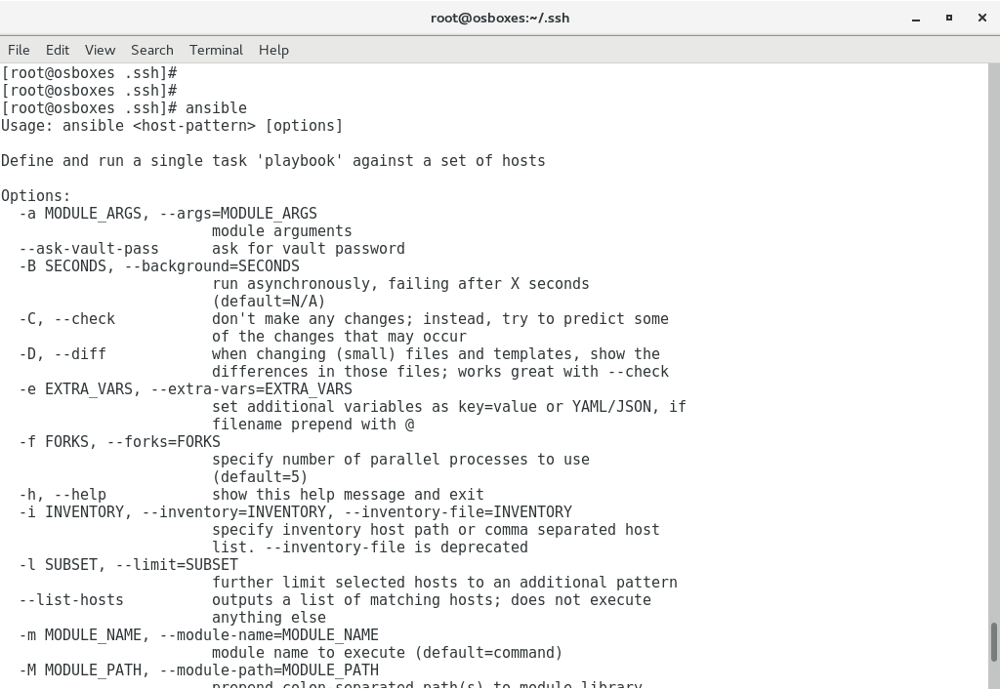 root@osboxes:~/.ssh
File Edit View Search Terminal Help
[root@osboxes .ssh]#
[root@osboxes .ssh]#
[root@osboxes .ssh]# ansible
Usage: ansible <host-pattern> [options]
Define and run a single task 'playbook' against a set of hosts
Options:
-a MODULE_ARGS, --args=MODULE_ARGS
module arguments
--ask-vault-pass ask for vault password
-B SECONDS, --background=SECONDS
run asynchronously, failing after X seconds
(default=N/A)
-C, --check don't make any changes; instead, try to predict some
of the changes that may occur
-D, --diff when changing (small) files and templates, show the
differences in those files; works great with --check
-e EXTRA_VARS, --extra-vars=EXTRA_VARS
set additional variables as key=value or YAML/JSON, if
filename prepend with @
-f FORKS, --forks=FORKS
specify number of parallel processes to use
(default=5)
-h, --help show this help message and exit
-i INVENTORY, --inventory=INVENTORY, --inventory-file=INVENTORY
specify inventory host path or comma separated host
list. --inventory-file is deprecated
-l SUBSET, --limit=SUBSET
further limit selected hosts to an additional pattern
--list-hosts outputs a list of matching hosts; does not execute
anything else
-m MODULE_NAME, --module-name=MODULE_NAME
module name to execute (default=command)
-M MODULE_PATH, --module-path=MODULE_PATH
prepend colon-separated path(s) to module library